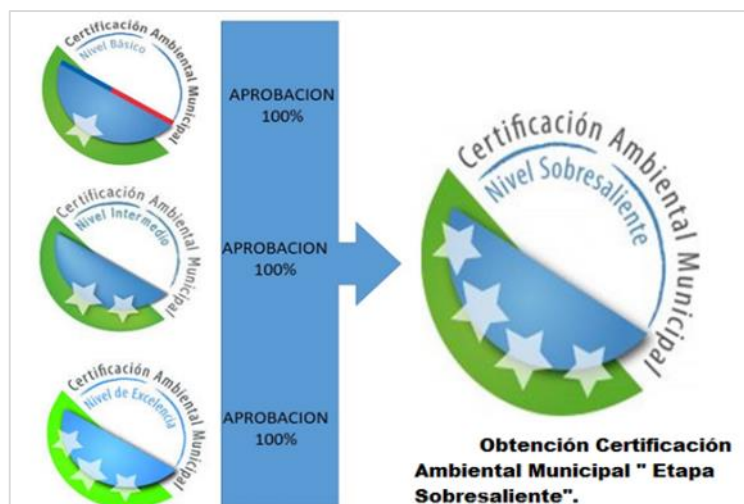 Certificación Ambiental Municipal
Nivel Básico
APROBACION
100%
Certificación Ambiental Municipal
Nivel Intermedio
APROBACION
100%
Certificación Ambiental Municipal
Nivel de Excelencia
APROBACION
100%
Certificación Ambiental Municipal
Nivel Sobresaliente
Obtención Certificación
Ambiental Municipal " Etapa
Sobresaliente".